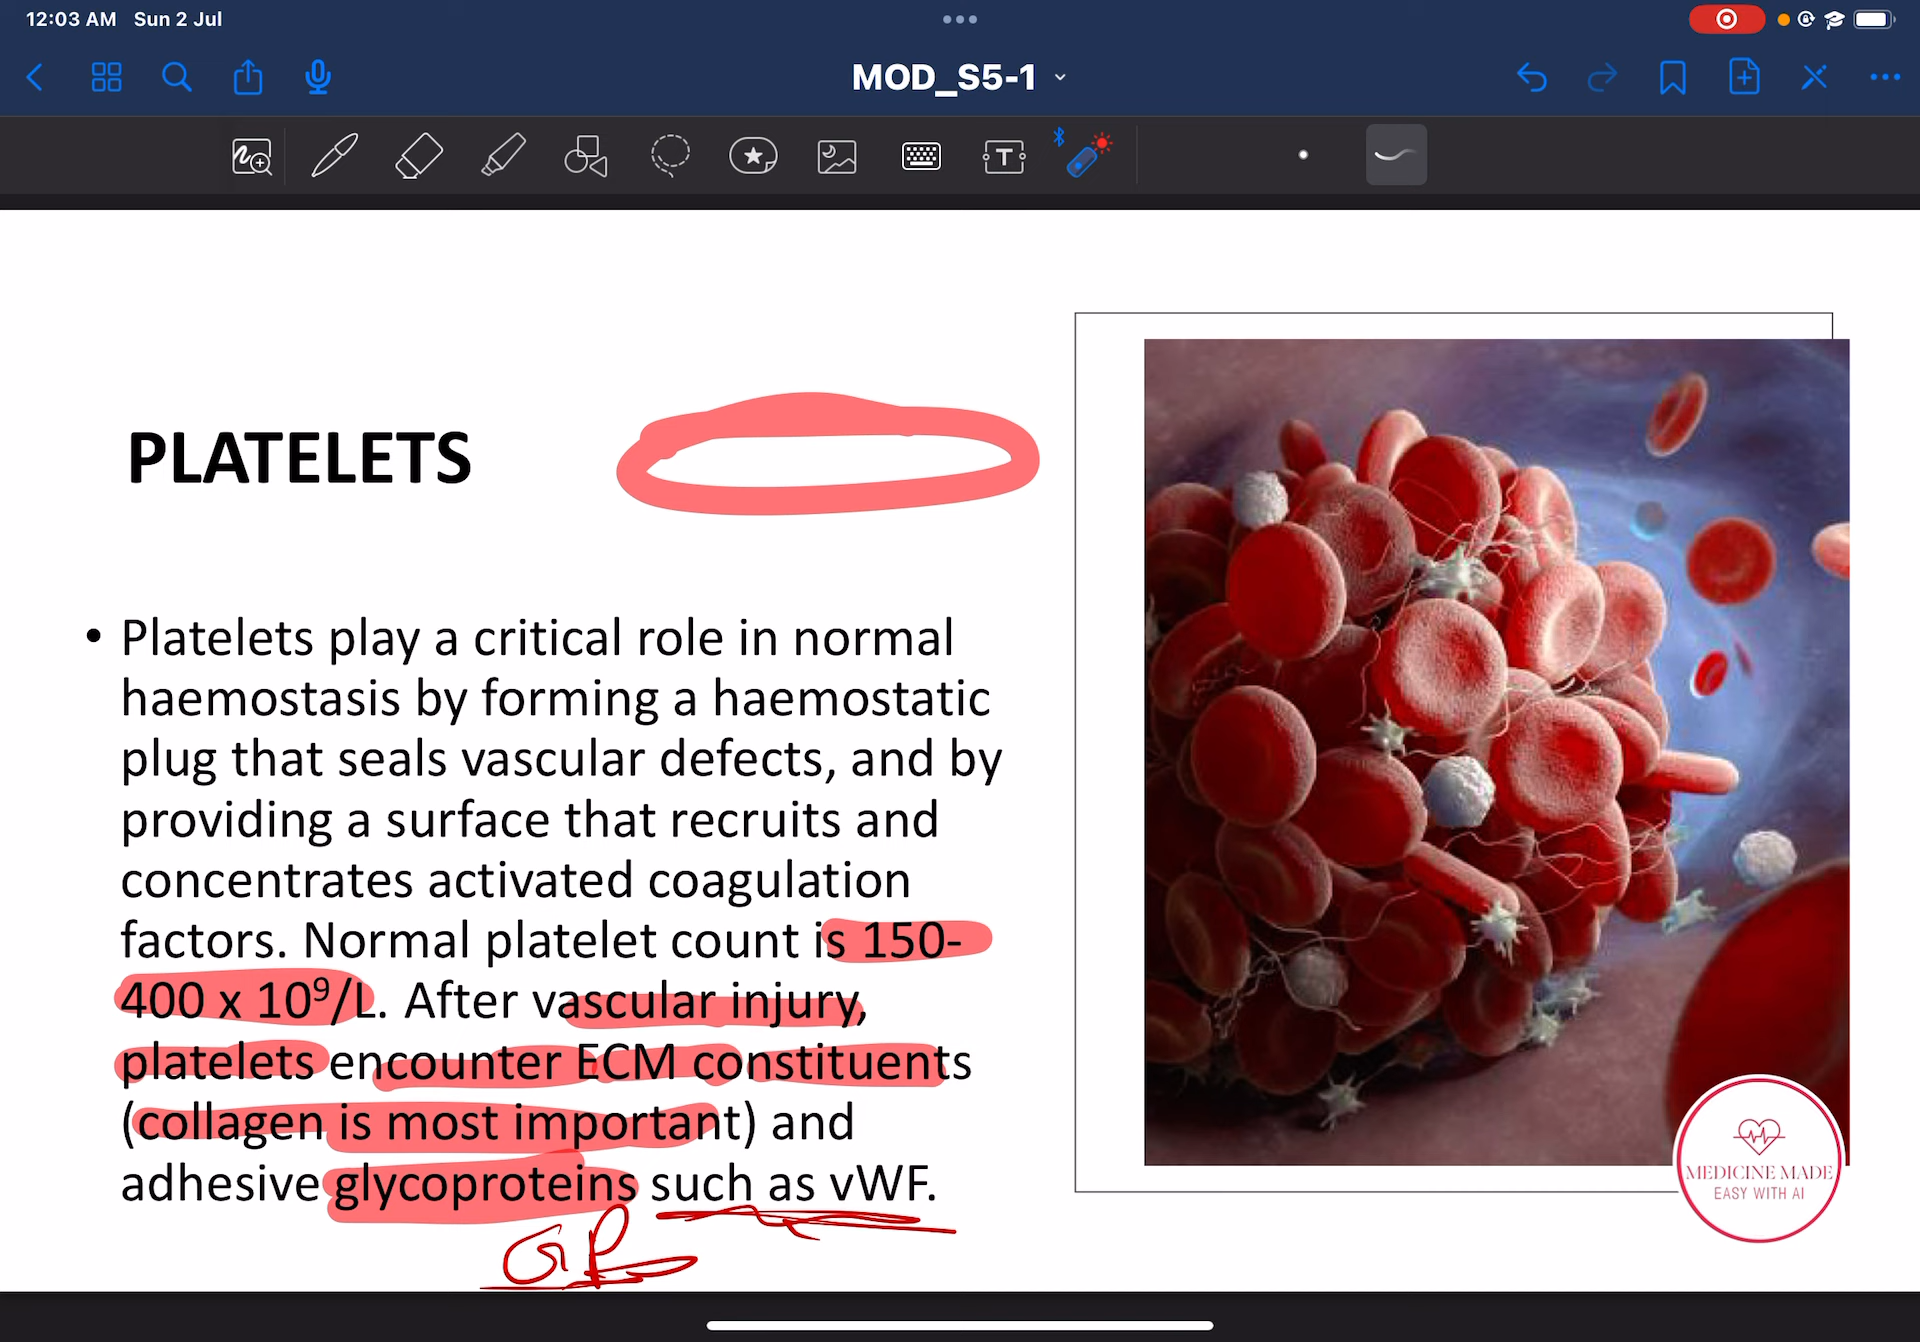 12:03 AM Sun 2 Jul
MOD_S5-1
T
PLATELETS
• Platelets play a critical role in normal
haemostasis by forming a haemostatic
plug that seals vascular defects, and by
providing a surface that recruits and
concentrates activated coagulation
factors. Normal platelet count is 150-
400 x 10⁹/L. After vascular injury,
platelets encounter ECM constituents
(collagen is most important) and
adhesive glycoproteins such as vWF.
GP
MEDICINE MADE
EASY WITH AI